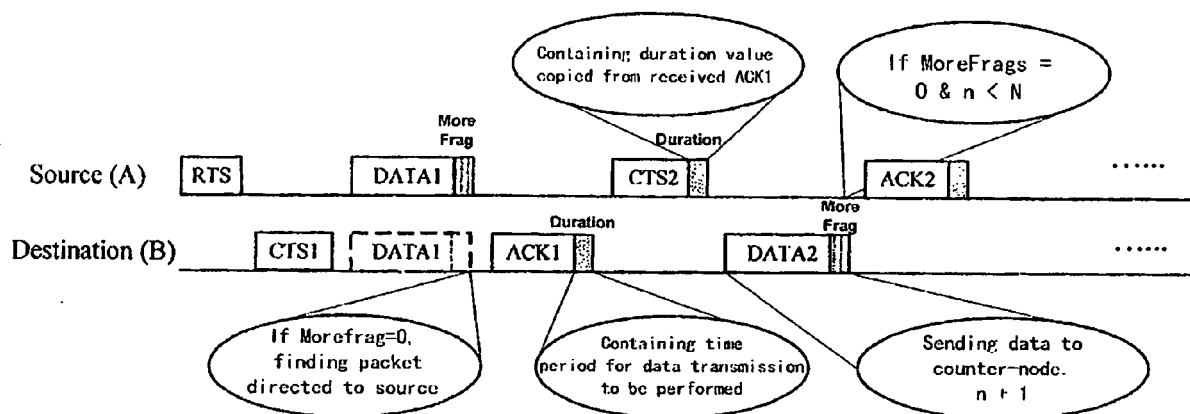 Containing duration value
copied from received ACK1
If MoreFrags =
0 & n < N
More
Frag
Duration
Source (A)
RTS
DATA1
CTS2
ACK2
......
Duration
More
Frag
Destination (B)
CTS1
DATA1
ACK1
DATA2
......
If Morefrag=0,
finding packet
directed to source
Containing time
period for data transmission
to be performed
Sending data to
counter-node.
n + 1